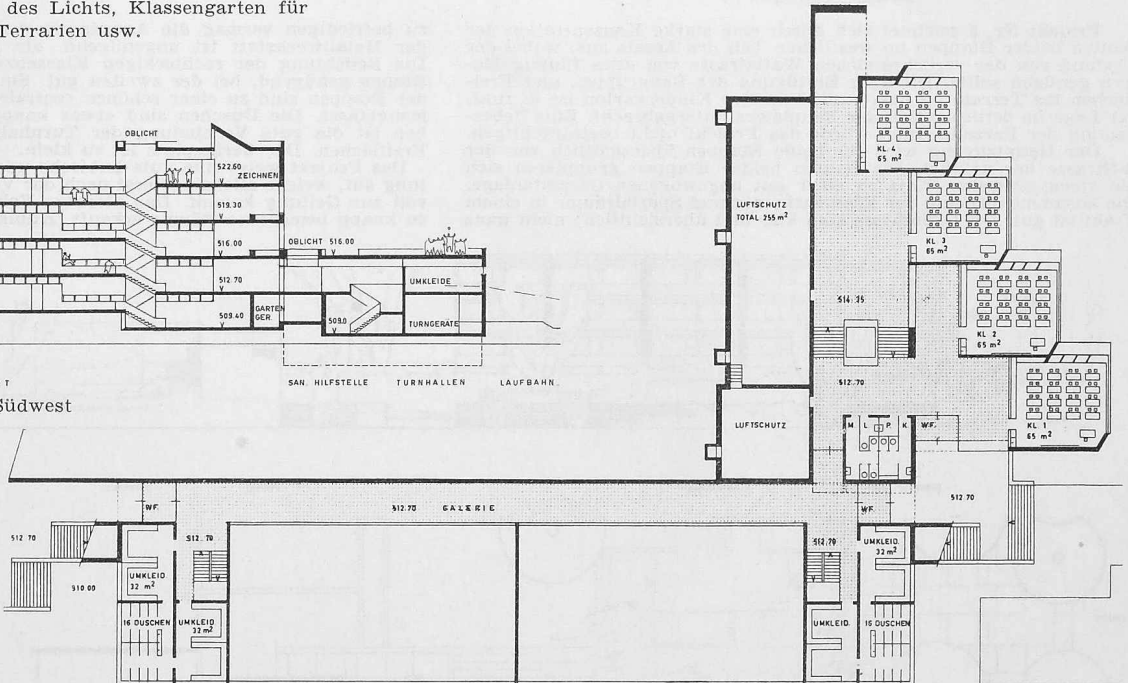 des Lichts, Klassengarten für
Terrarien usw.
OBLICHT
522.60
ZEICHNEN
519.30
516.00
OBLICHT 516.00
512.70
UMKLEIDE
509.40
GARTEN
GER.
509.0
TURNGERÄTE
T
SAN. HILFSTELLE TURNHALLEN LAUFBAHN
Südwest
KL. 4
65 m²
LUFTSCHUTZ
TOTAL 255 m²
KL. 3
65 m²
514.35
KL. 2
65 m²
512.70
KL. 1
65 m²
LUFTSCHUTZ
M. L. P. K.
WF.
512.70
WF.
512.70 GALERIE
WF.
512 70
512.70
512.70
UMKLEID.
32 m²
UMKLEID.
32 m²
510 00
16 DUSCHEN
UMKLEID.
32 m²
UMKLEID.
16 DUSCHEN